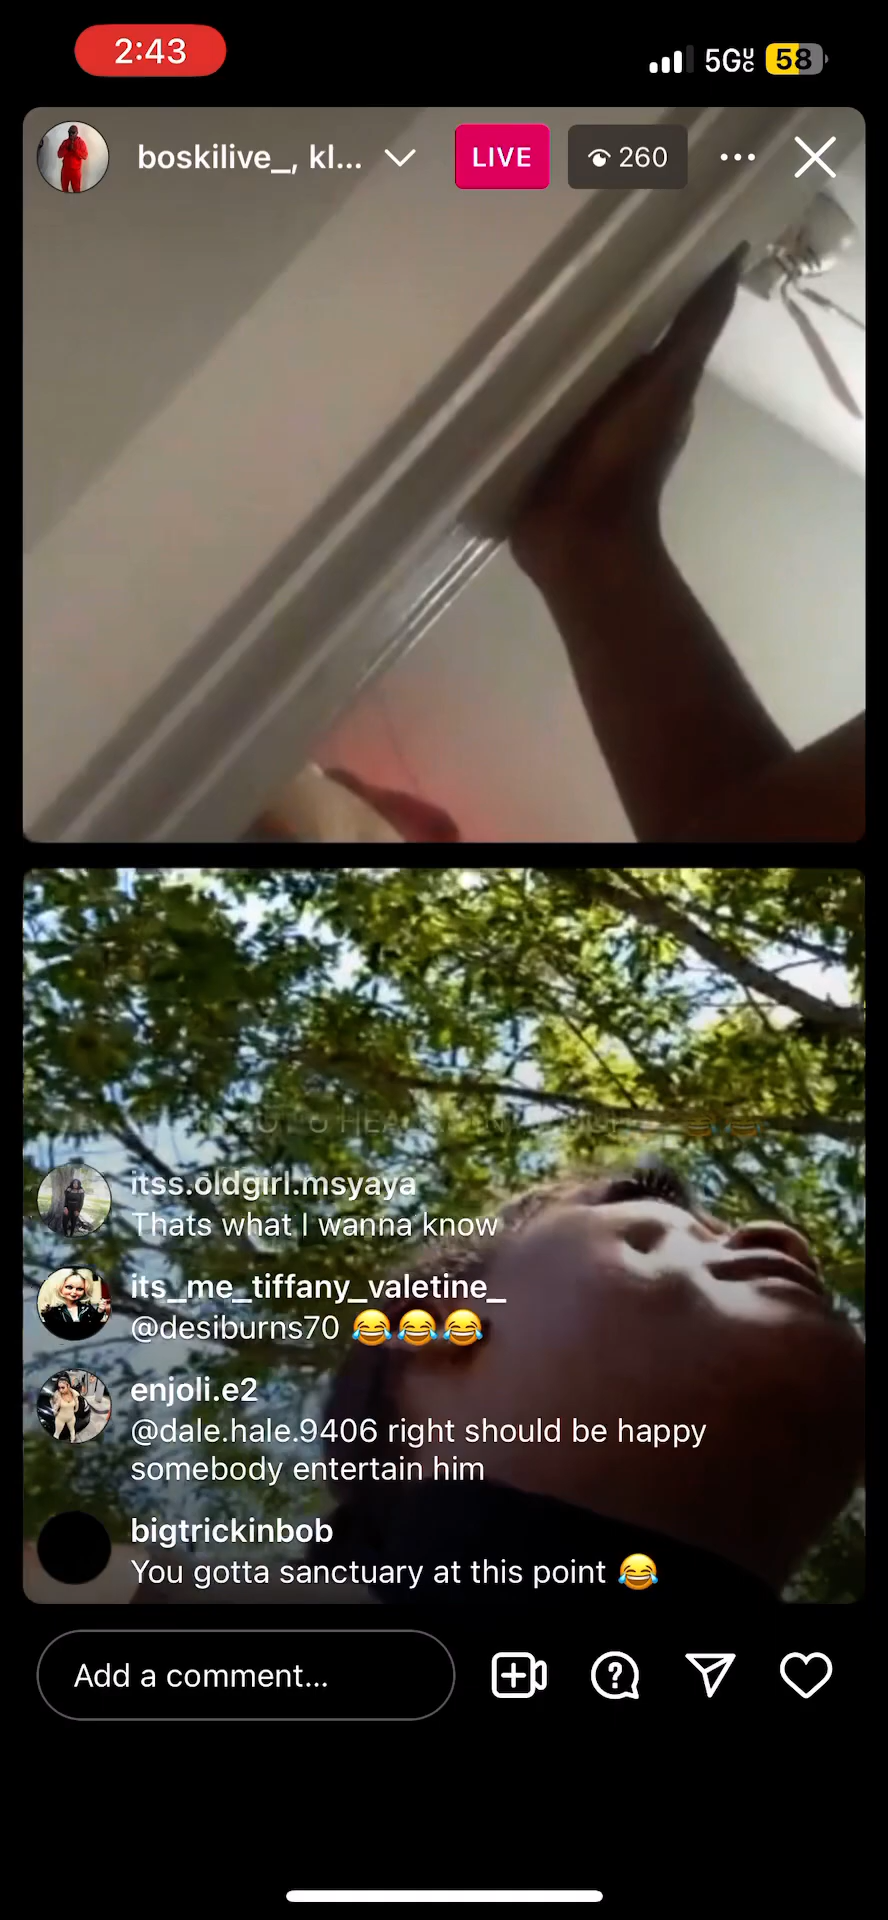 2:43
5G UC 58
boskilive_, kl...
LIVE
260
itss.oldgirl.msyaya
Thats what I wanna know
its_me_tiffany_valetine_
@desiburns70 😂😂😂
enjoli.e2
@dale.hale.9406 right should be happy
somebody entertain him
bigtrickinbob
You gotta sanctuary at this point 😂
Add a comment...